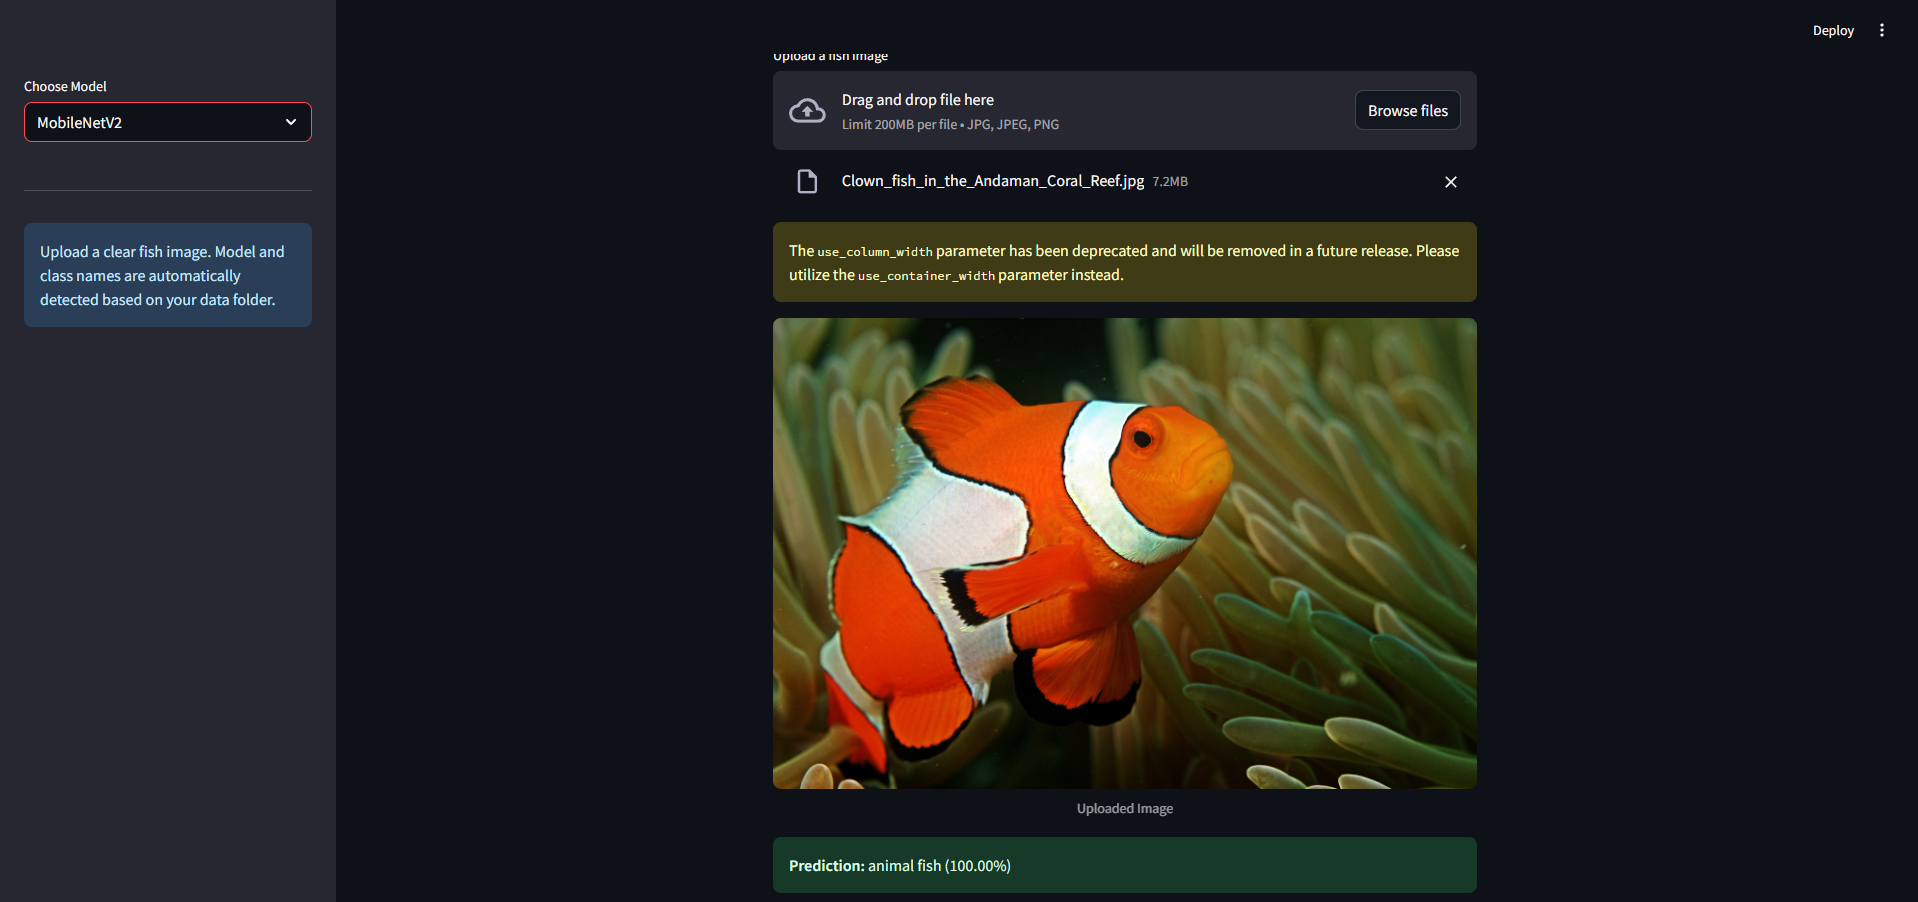 Deploy
Choose Model
MobileNetV2
Upload a clear fish image. Model and
class names are automatically
detected based on your data folder.
Upload a fish image
Drag and drop file here
Limit 200MB per file • JPG, JPEG, PNG
Browse files
Clown_fish_in_the_Andaman_Coral_Reef.jpg 7.2MB
The use_column_width parameter has been deprecated and will be removed in a future release. Please
utilize the use_container_width parameter instead.
Uploaded Image
Prediction: animal fish (100.00%)